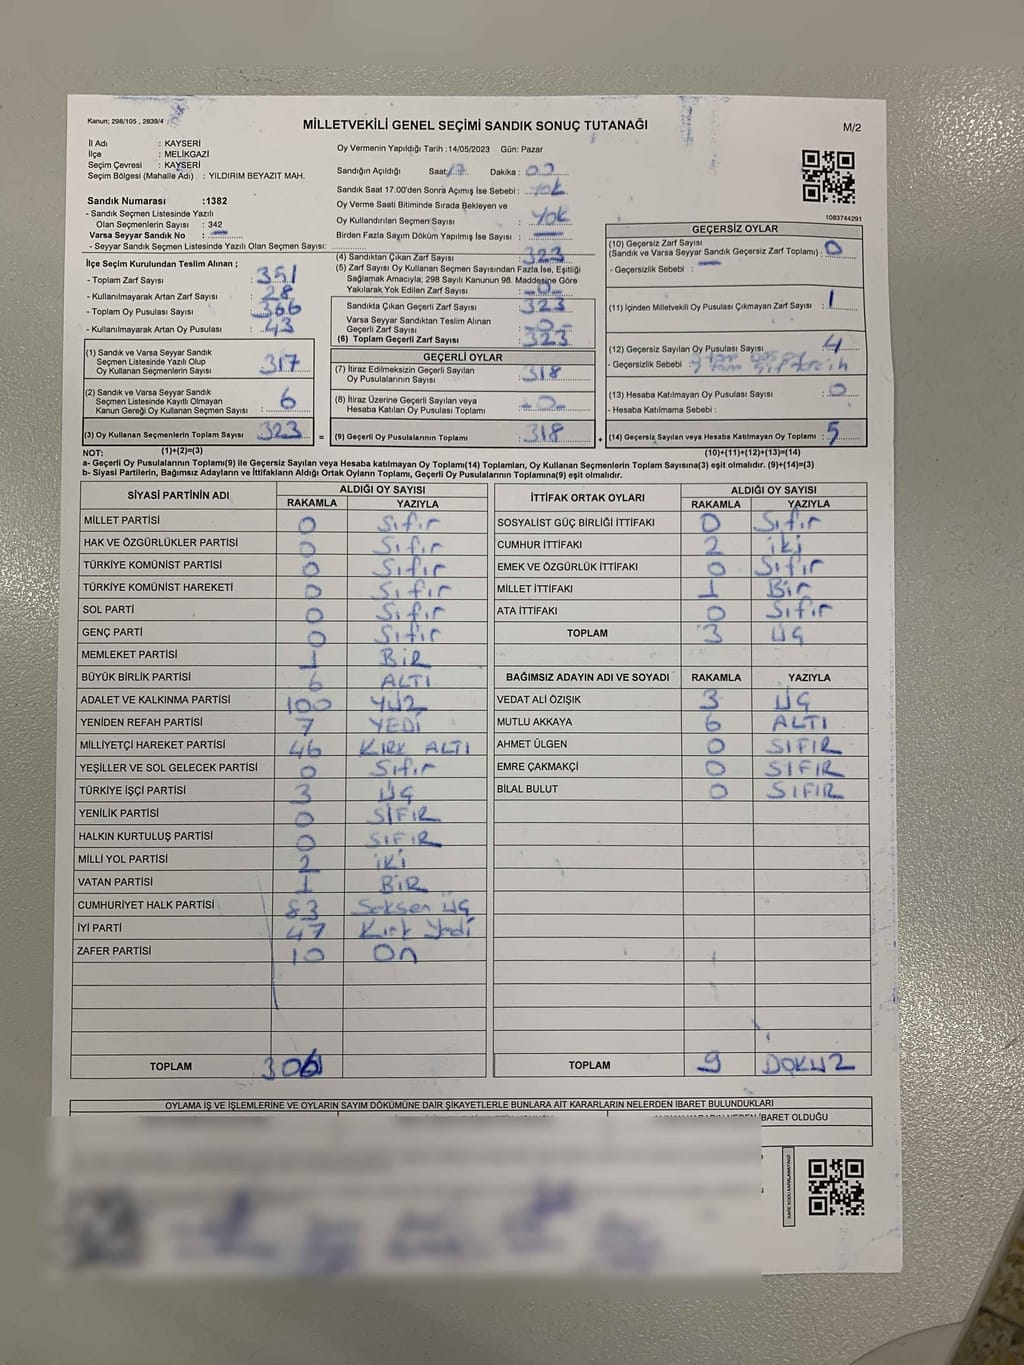 Kanun; 298/105 , 2839/4
MİLLETVEKİLİ GENEL SEÇİMİ SANDIK SONUÇ TUTANAĞI
M/2
İl Adı : KAYSERİ
İlçe : MELİKGAZİ
Seçim Çevresi : KAYSERİ
Seçim Bölgesi (Mahalle Adı) . : YILDIRIM BEYAZIT MAH.
Sandık Numarası :1382
- Sandık Seçmen Listesinde Yazılı
Olan Seçmenlerin Sayısı : 342
Varsa Seyyar Sandık No :
- Seyyar Sandık Seçmen Listesinde Yazılı Olan Seçmen Sayısı:
İlçe Seçim Kurulundan Teslim Alınan ;
- Toplam Zarf Sayısı : 351
- Kullanılmayarak Artan Zarf Sayısı : 28
- Toplam Oy Pusulası Sayısı : 366
- Kullanılmayarak Artan Oy Pusulası : 43
(1) Sandık ve Varsa Seyyar Sandık
Seçmen Listesinde Yazılı Olup
Oy Kullanan Seçmenlerin Sayısı : 317
(2) Sandık ve Varsa Seyyar Sandık
Seçmen Listesinde Kayıtlı Olmayan
Kanun Gereği Oy Kullanan Seçmen Sayısı : 6
(3) Oy Kullanan Seçmenlerin Toplam Sayısı : 323
Oy Vermenin Yapıldığı Tarih :14/05/2023 Gün: Pazar
Sandığın Açıldığı Saat: 17 Dakika :
Sandık Saat 17.00'den Sonra Açımış İse Sebebi : Yok
Oy Verme Saati Bitiminde Sırada Bekleyen ve
Oy Kullandırılan Seçmen Sayısı : Yok
Birden Fazla Sayım Döküm Yapılmış İse Sayısı :
(4) Sandıktan Çıkan Zarf Sayısı : 323
(5) Zarf Sayısı Oy Kullanan Seçmen Sayısından Fazla İse, Eşitliği
Sağlamak Amacıyla; 298 Sayılı Kanunun 98. Maddesine Göre
Yakılarak Yok Edilen Zarf Sayısı : -0-
Sandıkta Çıkan Geçerli Zarf Sayısı : 323
Varsa Seyyar Sandıktan Teslim Alınan
Geçerli Zarf Sayısı : -0-
(6) Toplam Geçerli Zarf Sayısı : 323
GEÇERLİ OYLAR
(7) İtiraz Edilmeksizin Geçerli Sayılan
Oy Pusulalarının Sayısı : 318
(8) İtiraz Üzerine Geçerli Sayılan veya
Hesaba Katılan Oy Pusulası Toplamı : -0-
= (9) Geçerli Oy Pusulalarının Toplamı : 318 +
1083744291
GEÇERSİZ OYLAR
(10) Geçersiz Zarf Sayısı
(Sandık ve Varsa Seyyar Sandık Geçersiz Zarf Toplamı) : 0
- Geçersizlik Sebebi :
(11) İçinden Milletvekili Oy Pusulası Çıkmayan Zarf Sayısı : 1
(12) Geçersiz Sayılan Oy Pusulası Sayısı : 4
- Geçersizlik Sebebi
(13) Hesaba Katılmayan Oy Pusulası Sayısı : 0
- Hesaba Katılmama Sebebi :
(14) Geçersiz Sayılan veya Hesaba Katılmayan Oy Toplamı : 5
NOT: (1)+(2)=(3) (10)+(11)+(12)+(13)=(14)
a- Geçerli Oy Pusulalarının Toplamı(9) ile Geçersiz Sayılan veya Hesaba katılmayan Oy Toplamı(14) Toplamları, Oy Kullanan Seçmenlerin Toplam Sayısına(3) eşit olmalıdır. (9)+(14)=(3)
b- Siyasi Partilerin, Bağımsız Adayların ve İttifakların Aldığı Ortak Oyların Toplamı, Geçerli Oy Pusulalarının Toplamına(9) eşit olmalıdır.
SİYASİ PARTİNİN ADI ALDIĞI OY SAYISI
RAKAMLA YAZIYLA
MİLLET PARTİSİ 0 Sıfır
HAK VE ÖZGÜRLÜKLER PARTİSİ 0 Sıfır
TÜRKİYE KOMÜNİST PARTİSİ 0 Sıfır
TÜRKİYE KOMÜNİST HAREKETİ 0 Sıfır
SOL PARTİ 0 Sıfır
GENÇ PARTİ 0 Sıfır
MEMLEKET PARTİSİ 1 BİR
BÜYÜK BİRLİK PARTİSİ 6 ALTI
ADALET VE KALKINMA PARTİSİ 100 YÜZ
YENİDEN REFAH PARTİSİ 7 YEDİ
MİLLİYETÇİ HAREKET PARTİSİ 46 KIRK ALTI
YEŞİLLER VE SOL GELECEK PARTİSİ 0 Sıfır
TÜRKİYE İŞÇİ PARTİSİ 3 ÜÇ
YENİLİK PARTİSİ 0 SIFIR
HALKIN KURTULUŞ PARTİSİ 0 SIFIR
MİLLİ YOL PARTİSİ 2 İKİ
VATAN PARTİSİ 1 BİR
CUMHURİYET HALK PARTİSİ 83 Seksen üç
İYİ PARTİ 47 Kırk Yedi
ZAFER PARTİSİ 10 On
TOPLAM 306
İTTİFAK ORTAK OYLARI ALDIĞI OY SAYISI
RAKAMLA YAZIYLA
SOSYALİST GÜÇ BİRLİĞİ İTTİFAKI 0 Sıfır
CUMHUR İTTİFAKI 2 iki
EMEK VE ÖZGÜRLÜK İTTİFAKI 0 Sıfır
MİLLET İTTİFAKI 1 Bir
ATA İTTİFAKI 0 Sıfır
TOPLAM 3 ÜÇ
BAĞIMSIZ ADAYIN ADI VE SOYADI RAKAMLA YAZIYLA
VEDAT ALİ ÖZIŞIK 3 ÜÇ
MUTLU AKKAYA 6 ALTI
AHMET ÜLGEN 0 SIFIR
EMRE ÇAKMAKÇİ 0 SIFIR
BİLAL BULUT 0 SIFIR
TOPLAM 9 DOKUZ
OYLAMA İŞ VE İŞLEMLERİNE VE OYLARIN SAYIM DÖKÜMÜNE DAİR ŞİKAYETLERLE BUNLARA AİT KARARLARIN NELERDEN İBARET BULUNDUKLARI
İBARET OLDUĞU